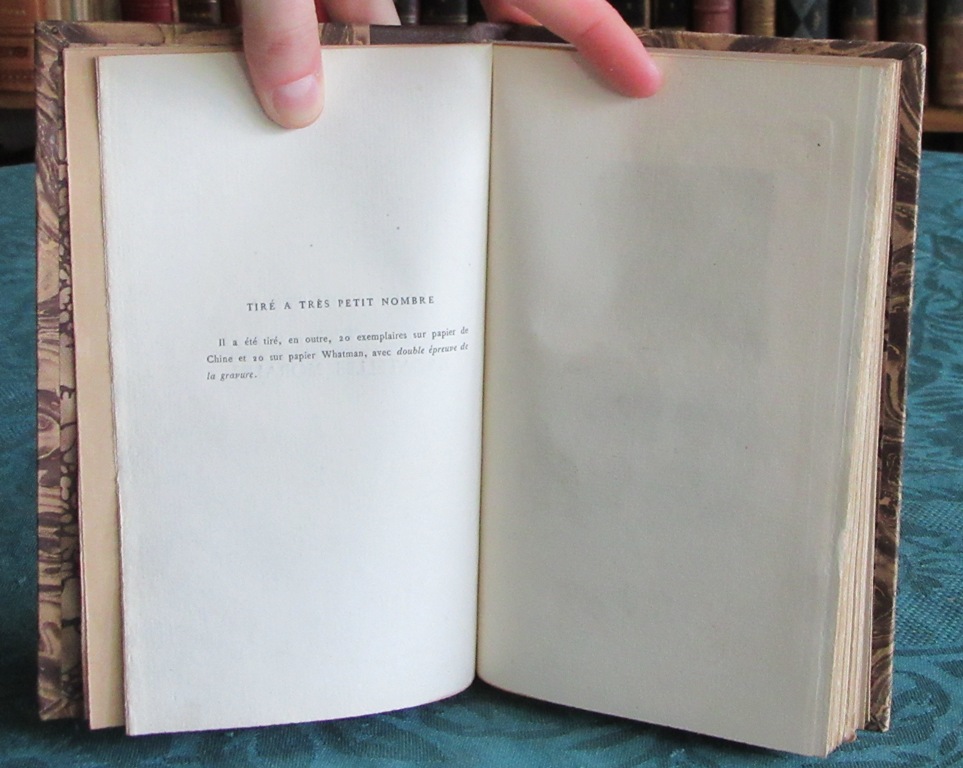 TIRÉ A TRÈS PETIT NOMBRE
Il a été tiré, en outre, 20 exemplaires sur papier de
Chine et 20 sur papier Whatman, avec double épreuve de
la gravure.